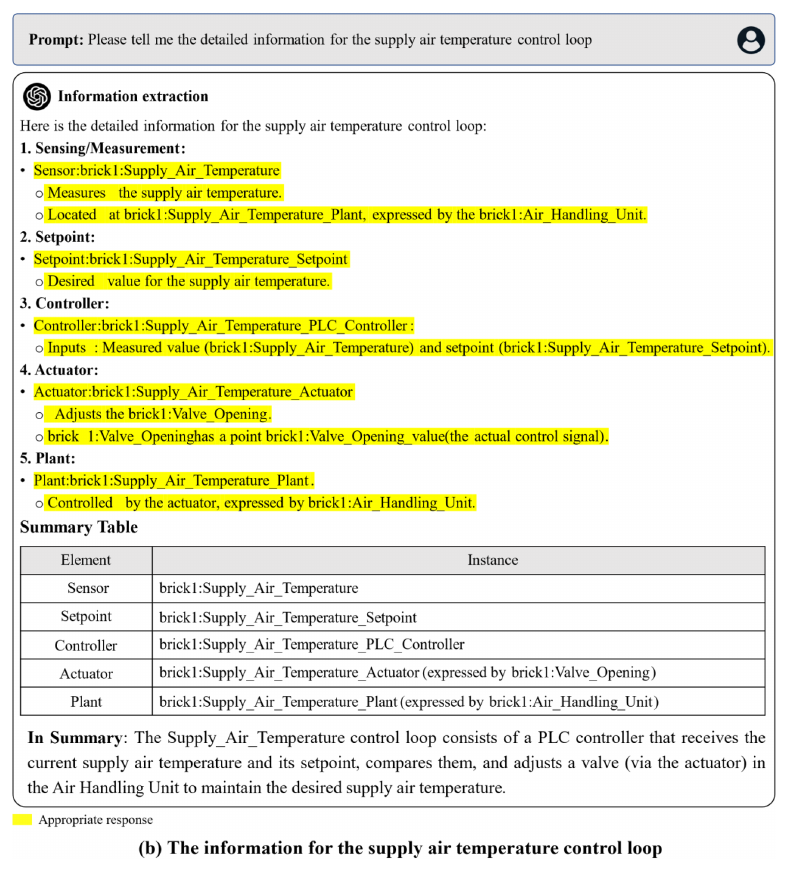 Prompt: Please tell me the detailed information for the supply air temperature control loop
Information extraction
Here is the detailed information for the supply air temperature control loop:
1. Sensing/Measurement:
• Sensor:brick1:Supply_Air_Temperature
o Measures the supply air temperature.
o Located at brick1:Supply_Air_Temperature_Plant, expressed by the brick1:Air_Handling_Unit.
2. Setpoint:
• Setpoint:brick1:Supply_Air_Temperature_Setpoint
o Desired value for the supply air temperature.
3. Controller:
• Controller:brick1:Supply_Air_Temperature_PLC_Controller:
o Inputs : Measured value (brick1:Supply_Air_Temperature) and setpoint (brick1:Supply_Air_Temperature_Setpoint).
4. Actuator:
• Actuator:brick1:Supply_Air_Temperature_Actuator
o Adjusts the brick1:Valve_Opening.
o brick 1:Valve_Openinghas a point brick1:Valve_Opening_value(the actual control signal).
5. Plant:
• Plant:brick1:Supply_Air_Temperature_Plant.
o Controlled by the actuator, expressed by brick1:Air_Handling_Unit.
Summary Table
Element Instance
Sensor brick1:Supply_Air_Temperature
Setpoint brick1:Supply_Air_Temperature_Setpoint
Controller brick1:Supply_Air_Temperature_PLC_Controller
Actuator brick1:Supply_Air_Temperature_Actuator (expressed by brick1:Valve_Opening)
Plant brick1:Supply_Air_Temperature_Plant (expressed by brick1:Air_Handling_Unit)
In Summary: The Supply_Air_Temperature control loop consists of a PLC controller that receives the
current supply air temperature and its setpoint, compares them, and adjusts a valve (via the actuator) in
the Air Handling Unit to maintain the desired supply air temperature.
Appropriate response
(b) The information for the supply air temperature control loop